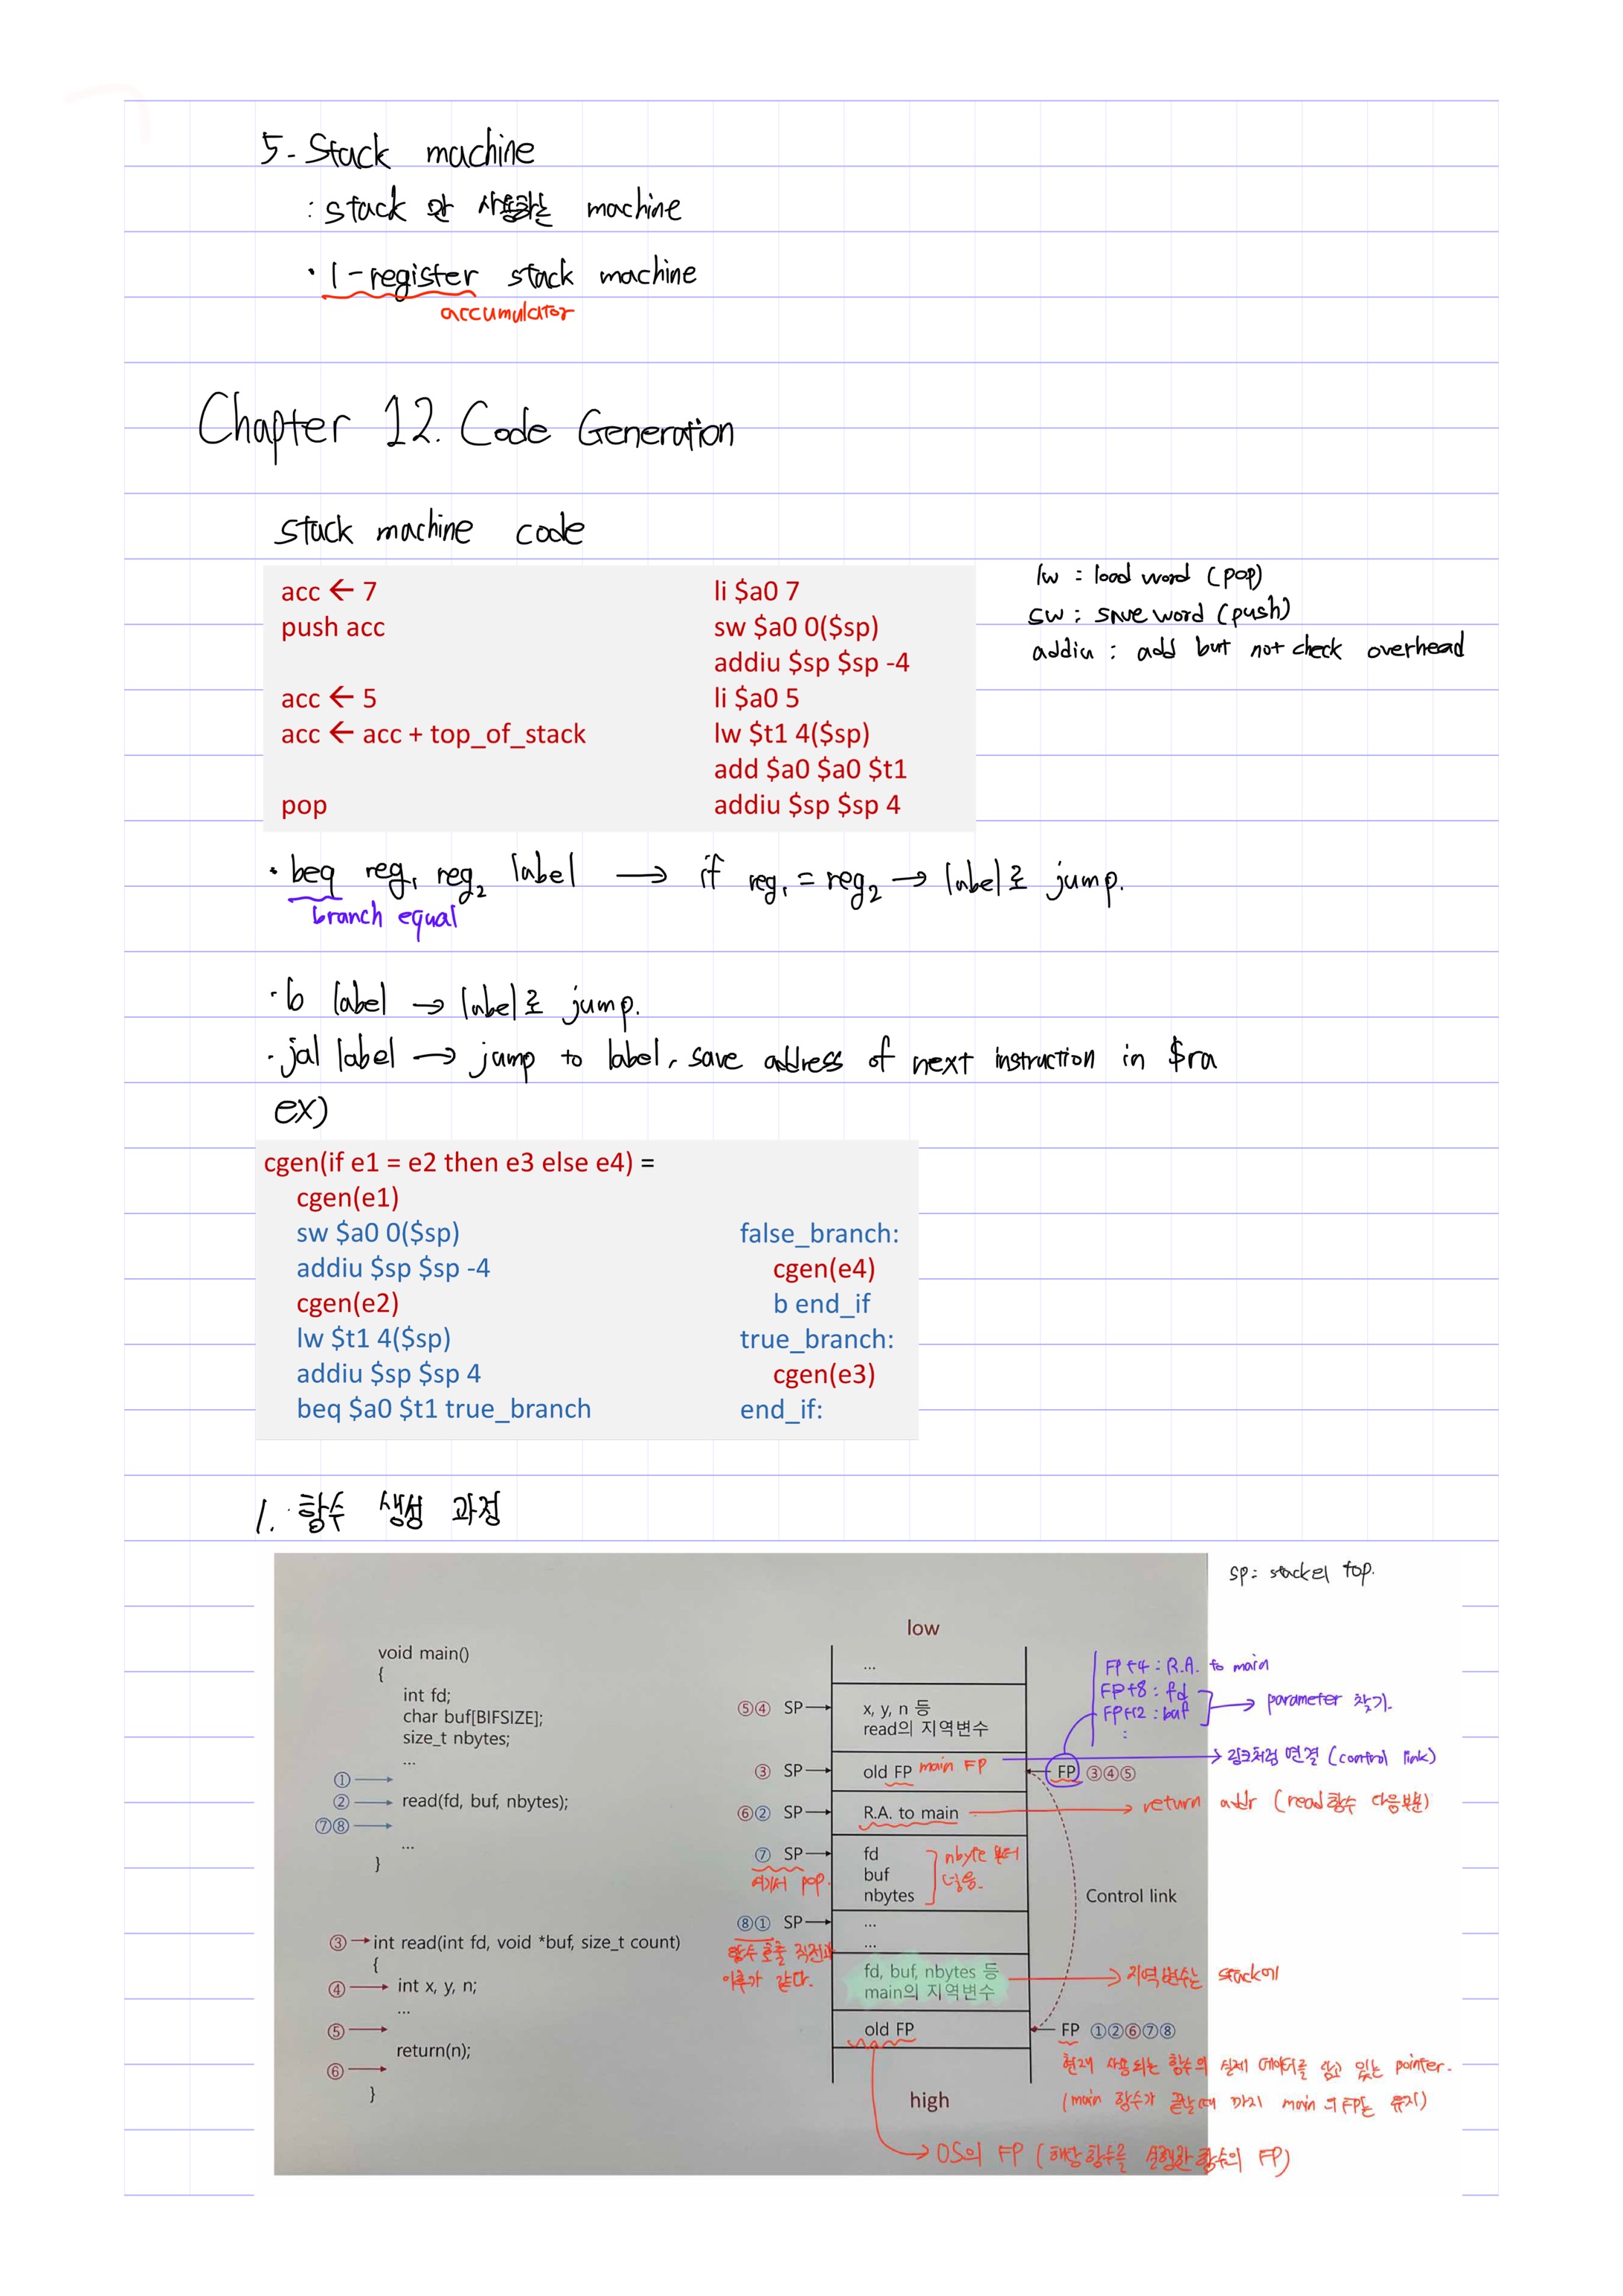 5- Stack machine
: stack 만 사용하는 machine
• 1-register stack machine
accumulator
Chapter 12. Code Generation
stack machine code
acc ← 7 li $a0 7
push acc sw $a0 0($sp)
addiu $sp $sp -4
acc ← 5 li $a0 5
acc ← acc + top_of_stack lw $t1 4($sp)
add $a0 $a0 $t1
pop addiu $sp $sp 4
lw : load word (pop)
sw : save word (push)
addiu : add but not check overhead
• beq reg₁ reg₂ label → if reg₁ = reg₂ → label로 jump.
branch equal
• b label → label로 jump.
• jal label → jump to label, save address of next instruction in $ra
ex)
cgen(if e1 = e2 then e3 else e4) =
cgen(e1)
sw $a0 0($sp)
addiu $sp $sp -4
cgen(e2)
lw $t1 4($sp)
addiu $sp $sp 4
beq $a0 $t1 true_branch
false_branch:
cgen(e4)
b end_if
true_branch:
cgen(e3)
end_if:
1. 함수 생성 과정
sp: stack의 top.
void main()
{
int fd;
char buf[BIFSIZE];
size_t nbytes;
...
① →
② → read(fd, buf, nbytes);
⑦⑧ →
...
}
③ → int read(int fd, void *buf, size_t count)
{
④ → int x, y, n;
...
⑤ →
return(n);
⑥ →
}
low
...
⑤④ SP → x, y, n 등
read의 지역변수
③ SP → old FP main FP ← FP ③④⑤
⑥② SP → R.A. to main
⑦ SP → fd
buf
nbytes
여기서 pop.
nbyte 부터
넣음.
⑧① SP → ...
...
함수 호출 직전과
이후가 같다.
fd, buf, nbytes 등
main의 지역변수
old FP ← FP ①②⑥⑦⑧
high
Control link
FP+4 : R.A. to main
FP+8 : fd
FP+12 : buf
:
→ parameter 찾기.
→ 링크처럼 연결 (control link)
→ return addr (read함수 다음부분)
→ 지역변수는 stack에
현재 사용되는 함수의 실제 데이터를 담고 있는 pointer.
(main 함수가 끝날때 까지 main의 FP는 유지)
→ OS의 FP (해당함수를 실행한 함수의 FP)